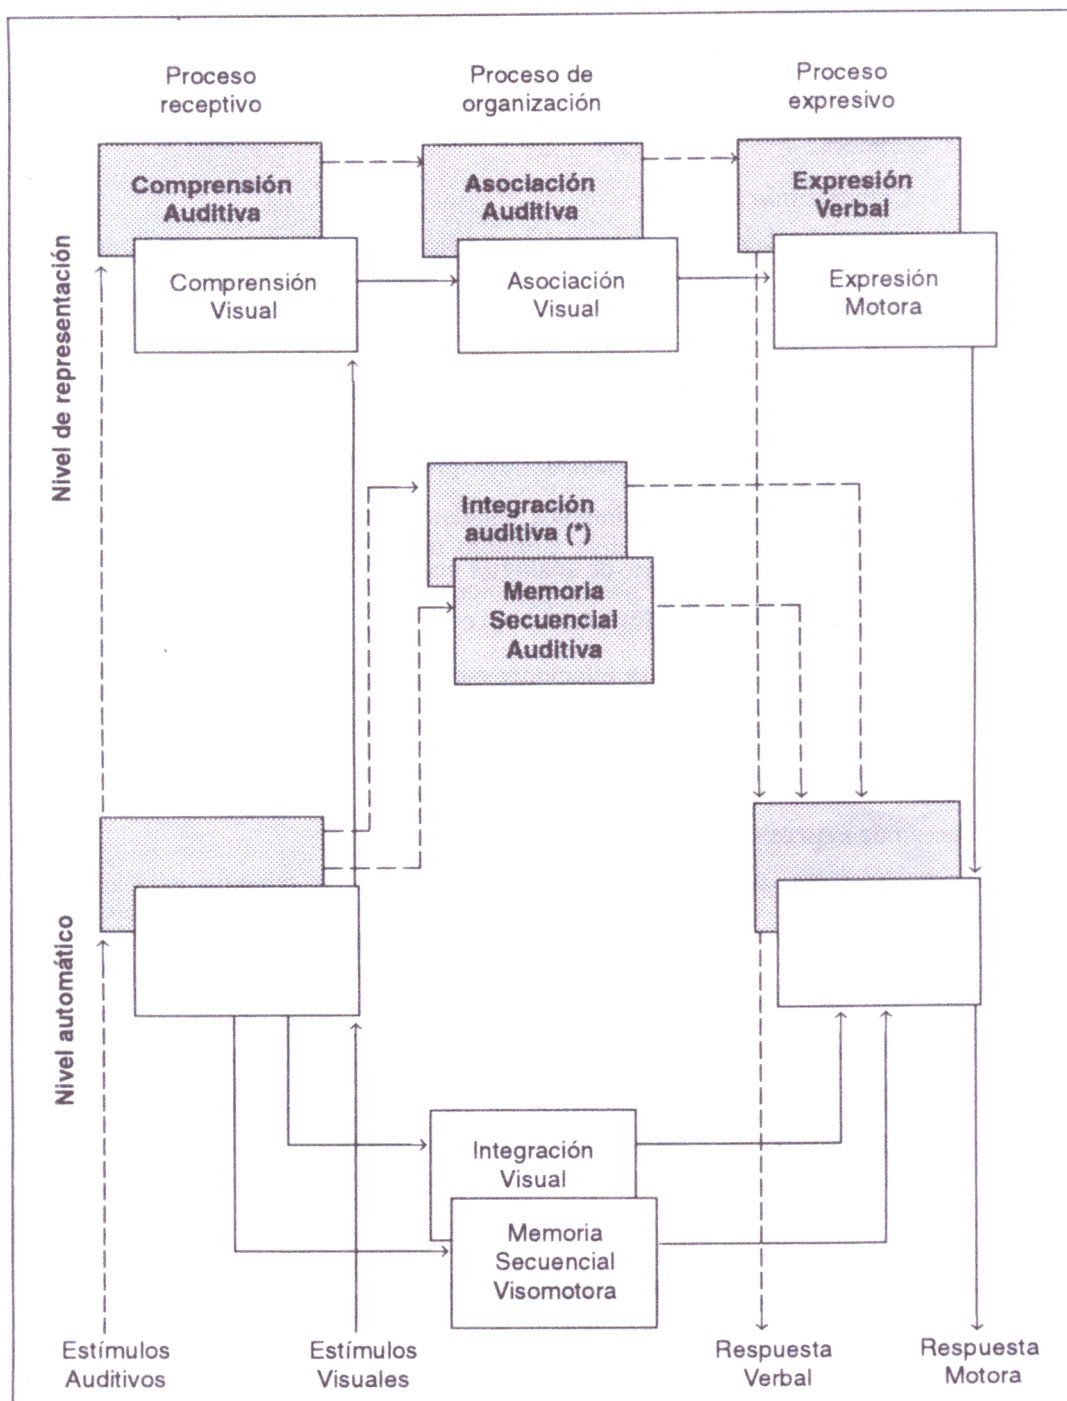 Proceso
receptivo
Proceso de
organización
Proceso
expresivo
Nivel de representación
Comprensión
Auditiva
Asociación
Auditiva
Expresión
Verbal
Comprensión
Visual
Asociación
Visual
Expresión
Motora
Integración
auditiva (*)
Memoria
Secuencial
Auditiva
Nivel automático
Integración
Visual
Memoria
Secuencial
Visomotora
Estímulos
Auditivos
Estímulos
Visuales
Respuesta
Verbal
Respuesta
Motora